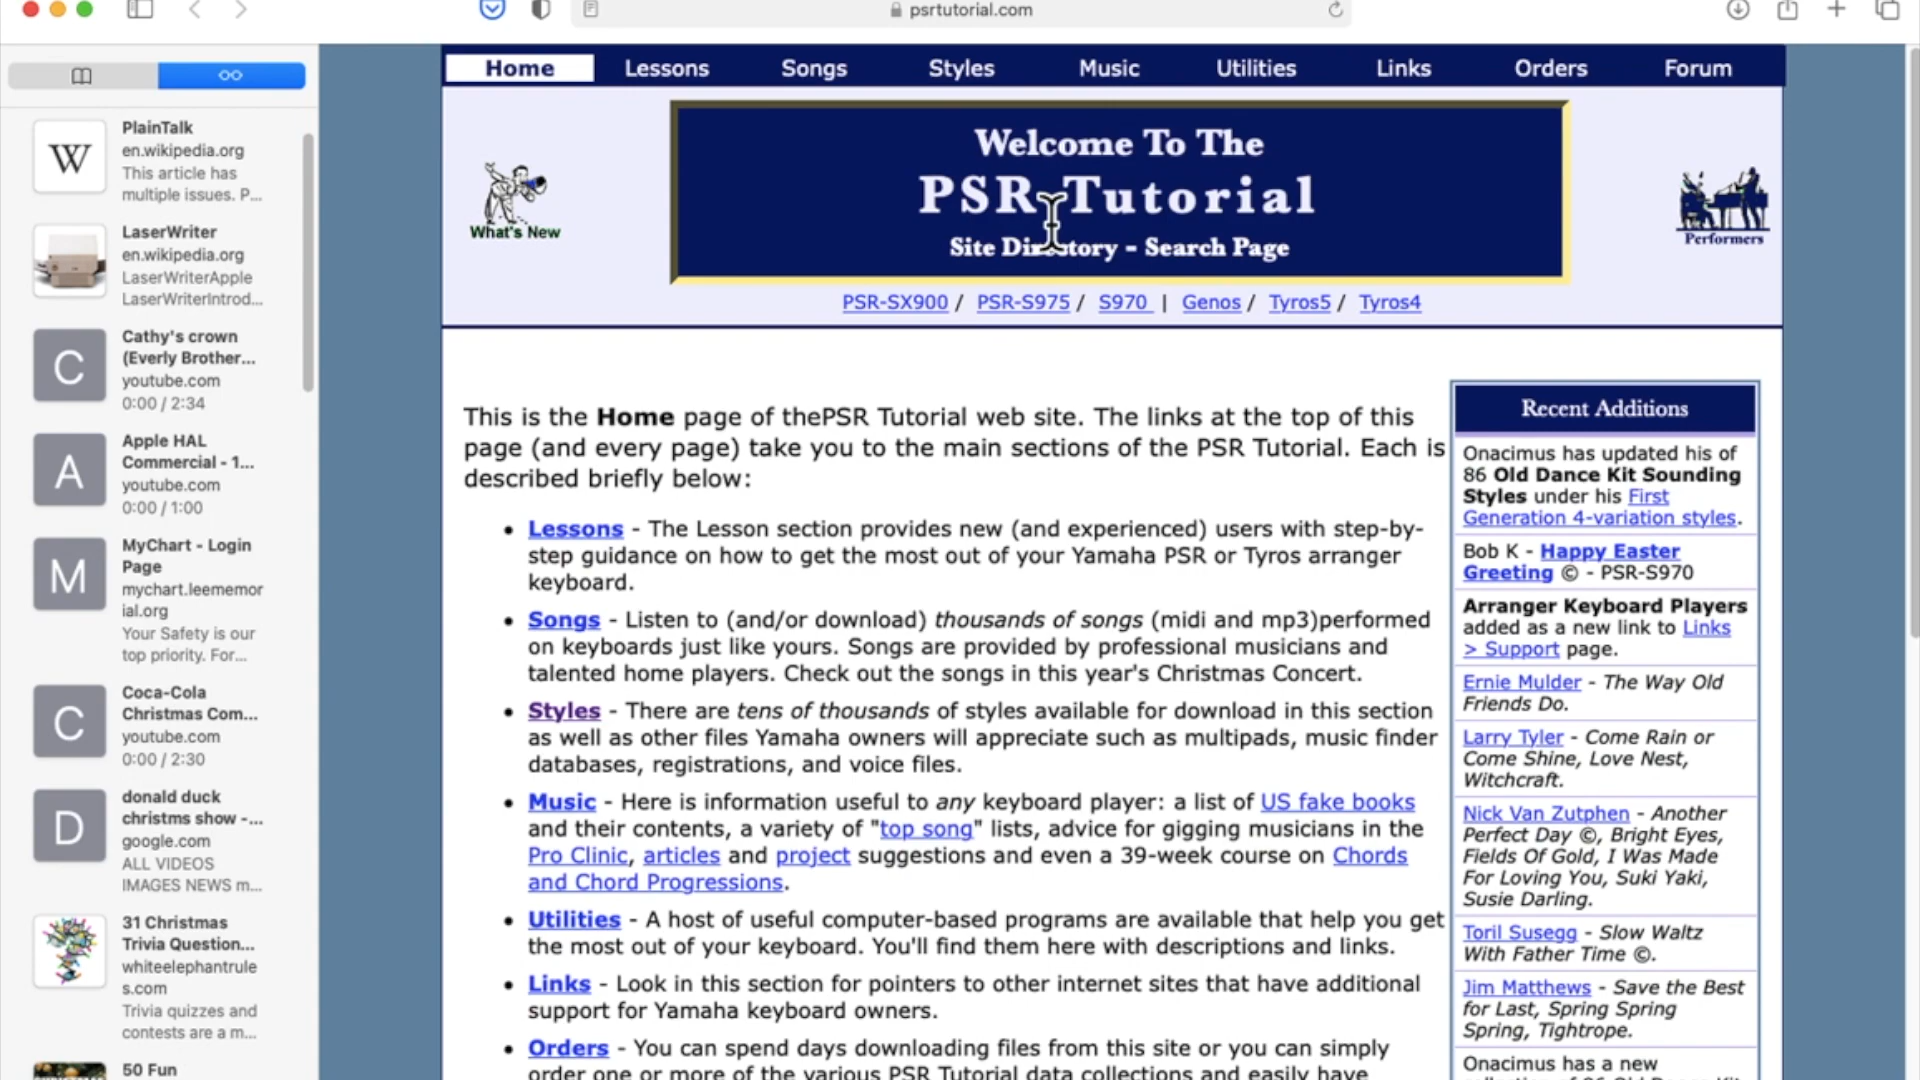 psrtutorial.com
PlainTalk
en.wikipedia.org
This article has
multiple issues. P...
LaserWriter
en.wikipedia.org
LaserWriterApple
LaserWriterIntrod...
C
Cathy's crown
(Everly Brother...
youtube.com
0:00 / 2:34
A
Apple HAL
Commercial - 1...
youtube.com
0:00 / 1:00
M
MyChart - Login
Page
mychart.leememor
ial.org
Your Safety is our
top priority. For...
C
Coca-Cola
Christmas Com...
youtube.com
0:00 / 2:30
D
donald duck
christms show -...
google.com
ALL VIDEOS
IMAGES NEWS m...
31 Christmas
Trivia Question...
whiteelephantrule
s.com
Trivia quizzes and
contests are a m...
50 Fun
Home Lessons Songs Styles Music Utilities Links Orders Forum
What's New
Welcome To The
PSR Tutorial
Site Directory - Search Page
Performers
PSR-SX900 / PSR-S975 / S970 | Genos / Tyros5 / Tyros4
This is the Home page of thePSR Tutorial web site. The links at the top of this
page (and every page) take you to the main sections of the PSR Tutorial. Each is
described briefly below:
• Lessons - The Lesson section provides new (and experienced) users with step-by-
step guidance on how to get the most out of your Yamaha PSR or Tyros arranger
keyboard.
• Songs - Listen to (and/or download) thousands of songs (midi and mp3)performed
on keyboards just like yours. Songs are provided by professional musicians and
talented home players. Check out the songs in this year's Christmas Concert.
• Styles - There are tens of thousands of styles available for download in this section
as well as other files Yamaha owners will appreciate such as multipads, music finder
databases, registrations, and voice files.
• Music - Here is information useful to any keyboard player: a list of US fake books
and their contents, a variety of "top song" lists, advice for gigging musicians in the
Pro Clinic, articles and project suggestions and even a 39-week course on Chords
and Chord Progressions.
• Utilities - A host of useful computer-based programs are available that help you get
the most out of your keyboard. You'll find them here with descriptions and links.
• Links - Look in this section for pointers to other internet sites that have additional
support for Yamaha keyboard owners.
• Orders - You can spend days downloading files from this site or you can simply
order one or more of the various PSR Tutorial data collections and easily have
Recent Additions
Onacimus has updated his of
86 Old Dance Kit Sounding
Styles under his First
Generation 4-variation styles.
Bob K - Happy Easter
Greeting © - PSR-S970
Arranger Keyboard Players
added as a new link to Links
> Support page.
Ernie Mulder - The Way Old
Friends Do.
Larry Tyler - Come Rain or
Come Shine, Love Nest,
Witchcraft.
Nick Van Zutphen - Another
Perfect Day ©, Bright Eyes,
Fields Of Gold, I Was Made
For Loving You, Suki Yaki,
Susie Darling.
Toril Susegg - Slow Waltz
With Father Time ©.
Jim Matthews - Save the Best
for Last, Spring Spring
Spring, Tightrope.
Onacimus has a new
collection of 86 Old Dance Kit